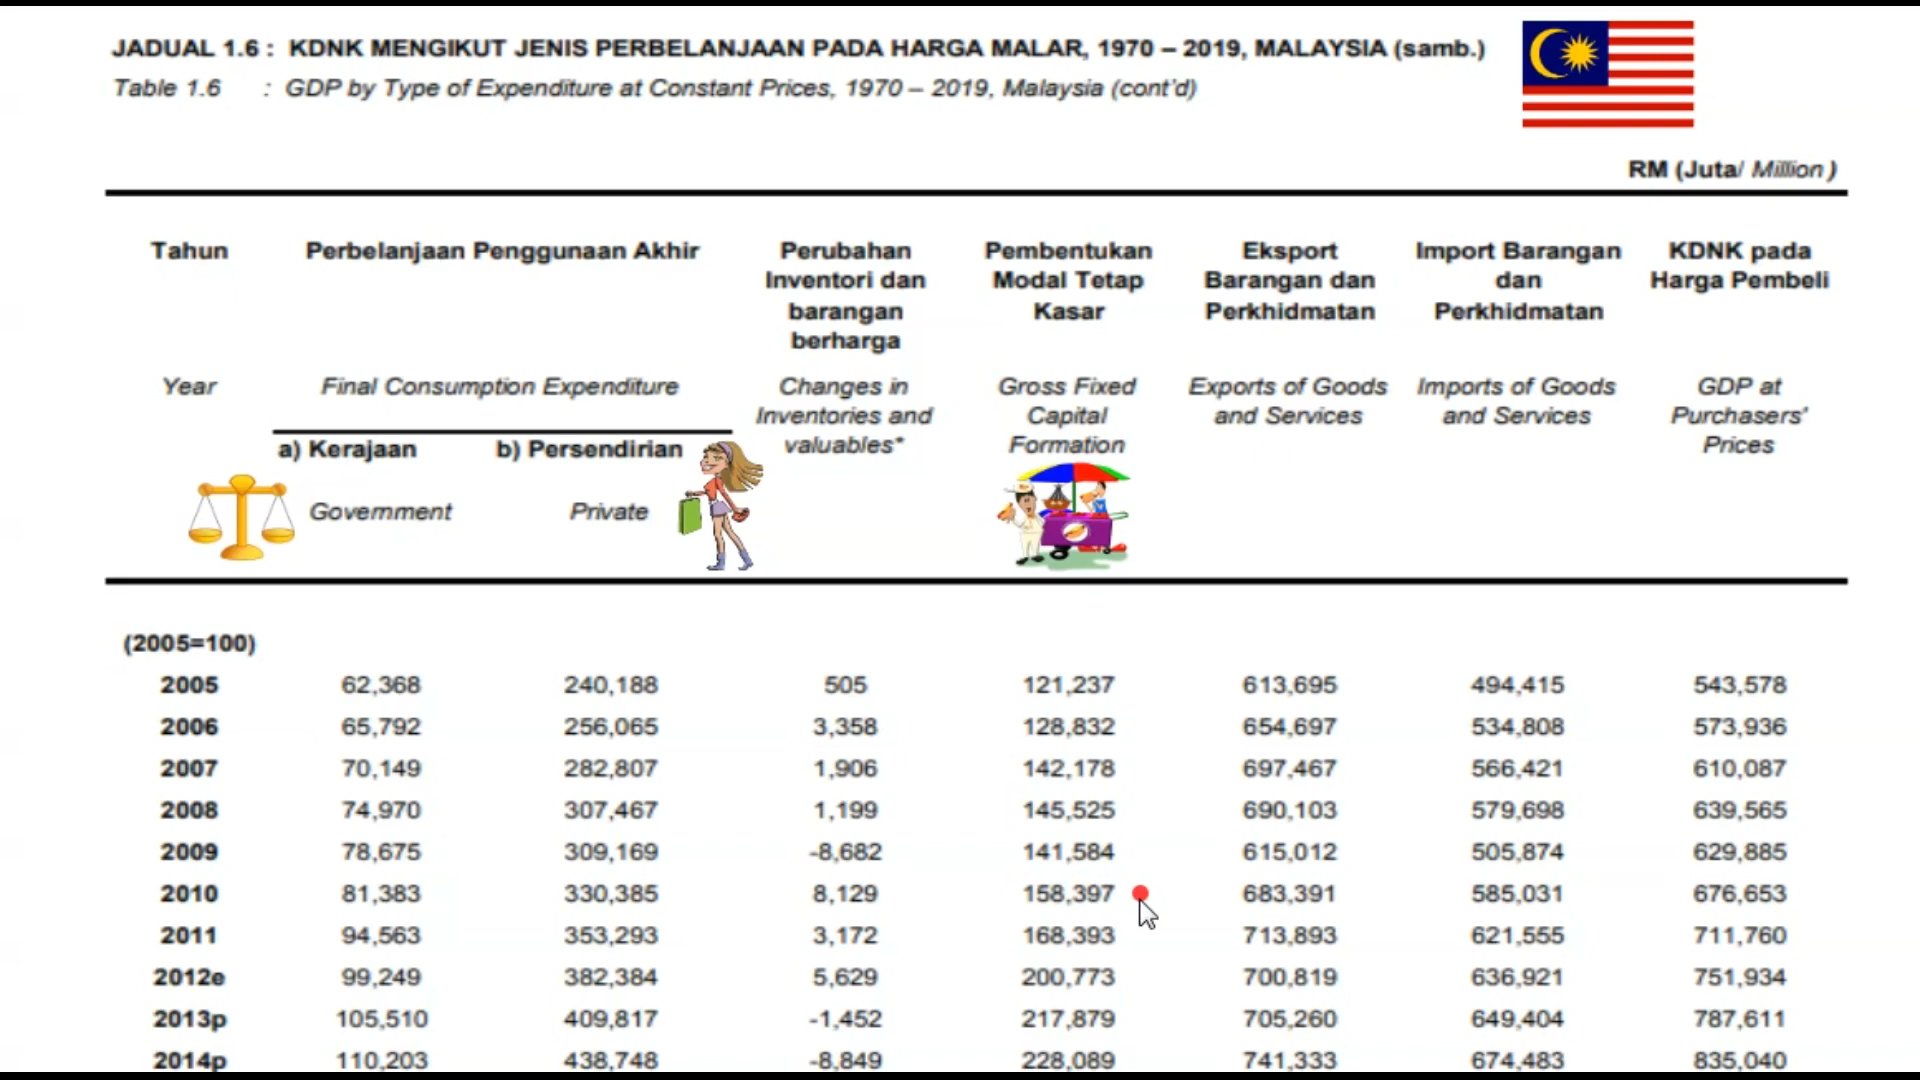 JADUAL 1.6 : KDNK MENGIKUT JENIS PERBELANJAAN PADA HARGA MALAR, 1970 – 2019, MALAYSIA (samb.)
Table 1.6 : GDP by Type of Expenditure at Constant Prices, 1970 – 2019, Malaysia (cont'd)
RM (Juta/ Million )
Tahun Perbelanjaan Penggunaan Akhir Perubahan Pembentukan Eksport Import Barangan KDNK pada
Inventori dan Modal Tetap Barangan dan dan Harga Pembeli
barangan Kasar Perkhidmatan Perkhidmatan
berharga
Year Final Consumption Expenditure Changes in Gross Fixed Exports of Goods Imports of Goods GDP at
Inventories and Capital and Services and Services Purchasers'
a) Kerajaan b) Persendirian valuables* Formation Prices
Government Private
(2005=100)
2005 62,368 240,188 505 121,237 613,695 494,415 543,578
2006 65,792 256,065 3,358 128,832 654,697 534,808 573,936
2007 70,149 282,807 1,906 142,178 697,467 566,421 610,087
2008 74,970 307,467 1,199 145,525 690,103 579,698 639,565
2009 78,675 309,169 -8,682 141,584 615,012 505,874 629,885
2010 81,383 330,385 8,129 158,397 683,391 585,031 676,653
2011 94,563 353,293 3,172 168,393 713,893 621,555 711,760
2012e 99,249 382,384 5,629 200,773 700,819 636,921 751,934
2013p 105,510 409,817 -1,452 217,879 705,260 649,404 787,611
2014p 110,203 438,748 -8,849 228,089 741,333 674,483 835,040